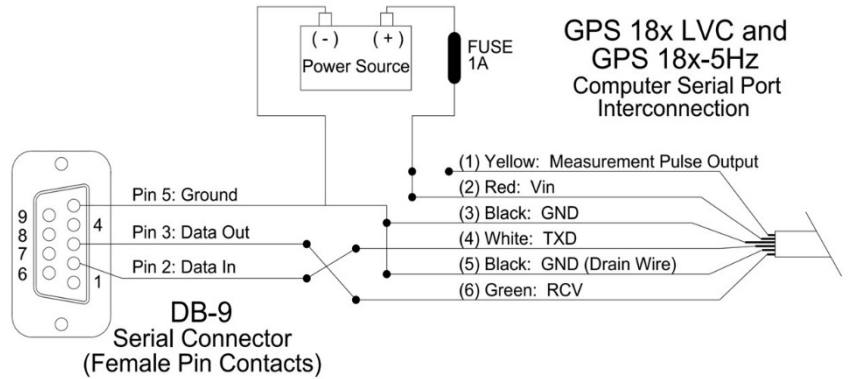 (-) (+)
Power Source
FUSE
1A
GPS 18x LVC and
GPS 18x-5Hz
Computer Serial Port
Interconnection
(1) Yellow: Measurement Pulse Output
(2) Red: Vin
(3) Black: GND
(4) White: TXD
(5) Black: GND (Drain Wire)
(6) Green: RCV
Pin 5: Ground
Pin 3: Data Out
Pin 2: Data In
9
8
7
6
4
1
DB-9
Serial Connector
(Female Pin Contacts)